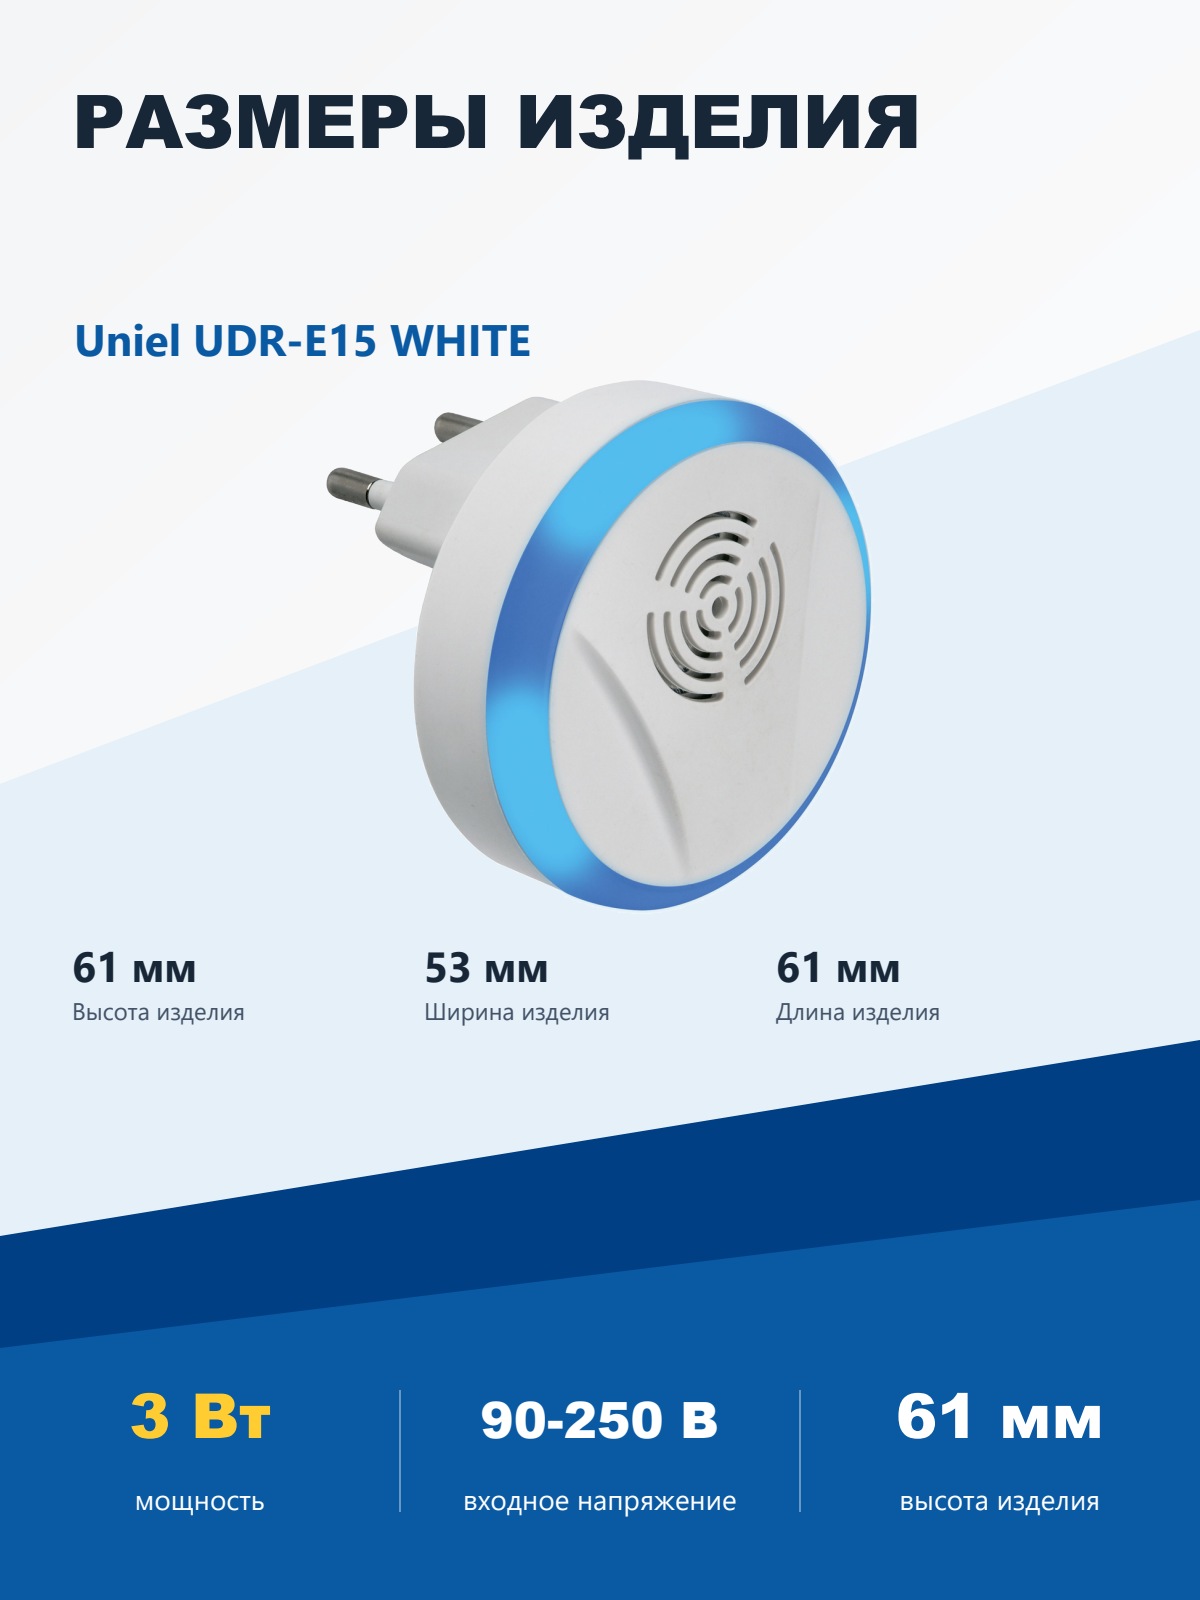 РАЗМЕРЫ ИЗДЕЛИЯ
Uniel UDR-E15 WHITE
61 мм
Высота изделия
53 мм
Ширина изделия
61 мм
Длина изделия
3 Вт
мощность
90-250 В
входное напряжение
61 мм
высота изделия